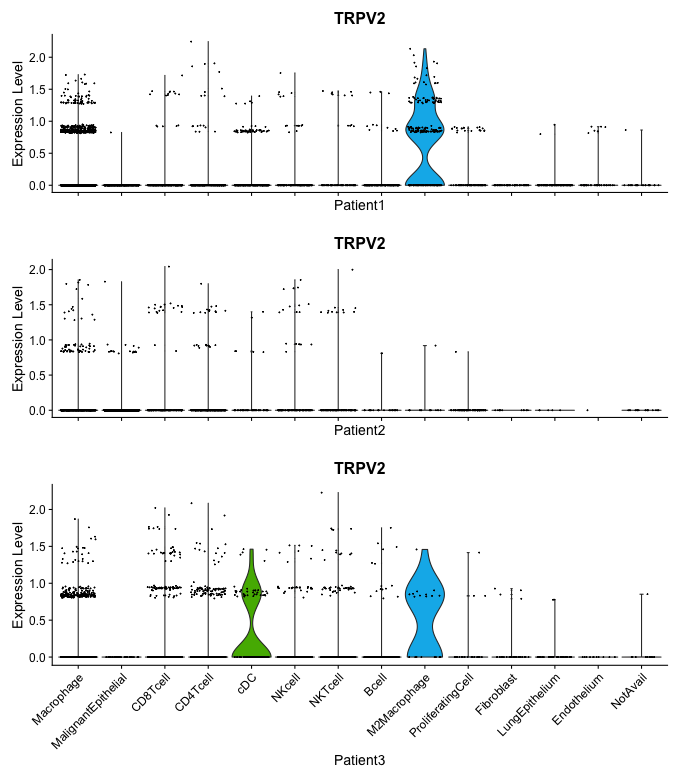 TRPV2
Expression Level
2.0
1.5
1.0
0.5
0.0
Patient1
TRPV2
Expression Level
2.0
1.5
1.0
0.5
0.0
Patient2
TRPV2
Expression Level
2.0
1.5
1.0
0.5
0.0
Macrophage
MalignantEpithelial
CD8Tcell
CD4Tcell
cDC
NKcell
NKTcell
Bcell
M2Macrophage
ProliferatingCell
Fibroblast
LungEpithelium
Endothelium
NotAvail
Patient3